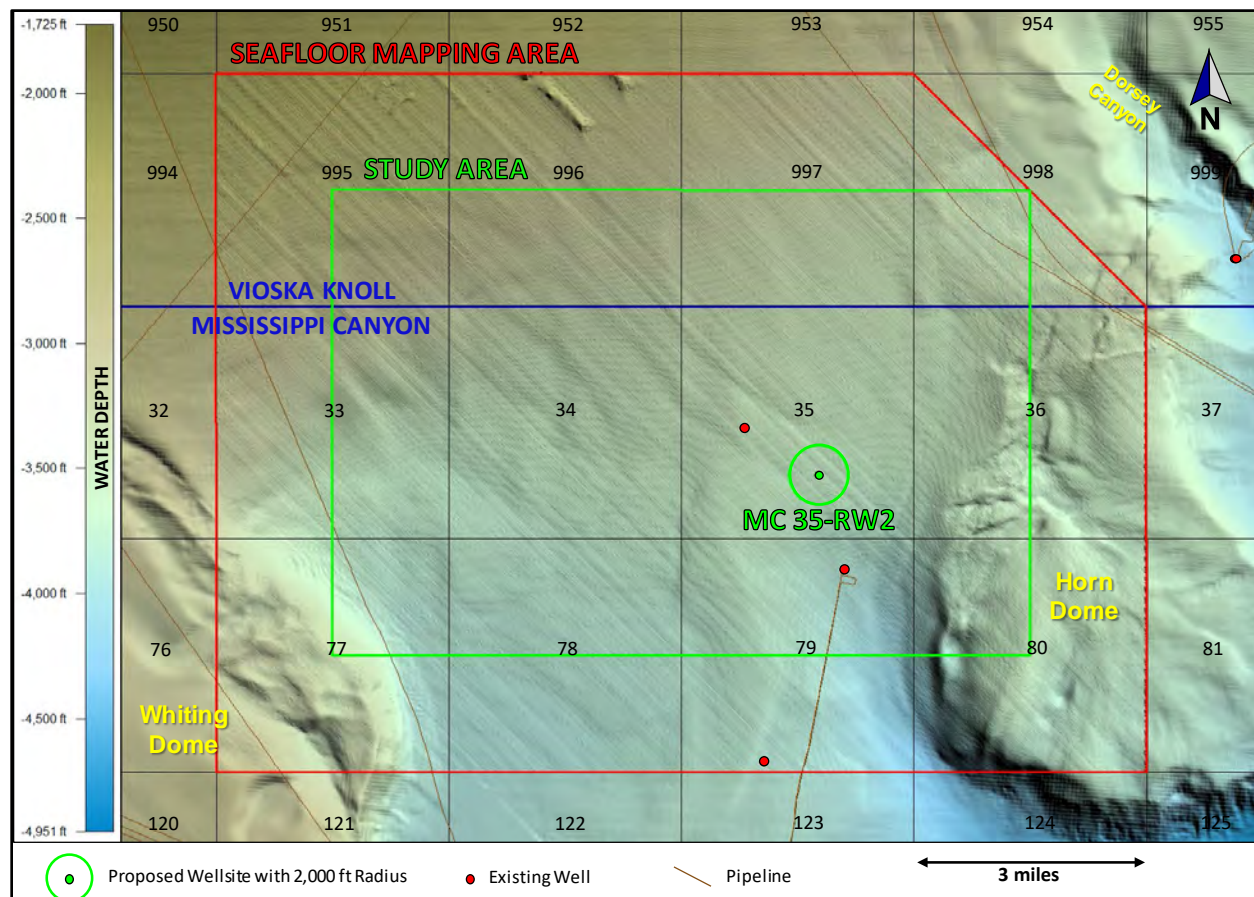 -1,725 ft
-2,000 ft
-2,500 ft
-3,000 ft
-3,500 ft
-4,000 ft
-4,500 ft
-4,951 ft
WATER DEPTH
950 951 952 953 954 955
SEAFLOOR MAPPING AREA
Dorsey
Canyon
N
STUDY AREA
994 995 996 997 998 999
VIOSKA KNOLL
MISSISSIPPI CANYON
32 33 34 35 36 37
MC 35-RW2
Horn
Dome
76 77 78 79 80 81
Whiting
Dome
120 121 122 123 124 125
Proposed Wellsite with 2,000 ft Radius
Existing Well
Pipeline
3 miles